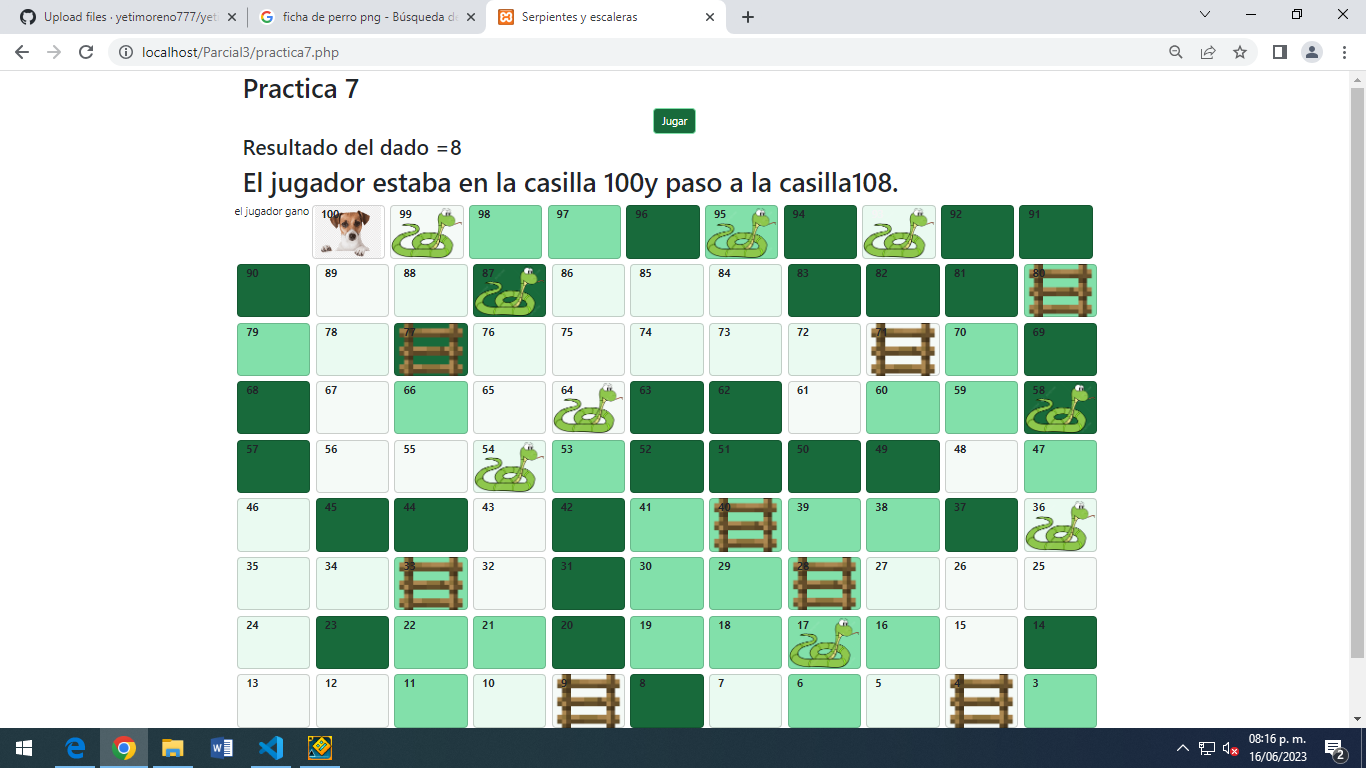 Upload files · yetimoreno777/yeti
ficha de perro png - Búsqueda de
Serpientes y escaleras
localhost/Parcial3/practica7.php
Practica 7
Jugar
Resultado del dado =8
El jugador estaba en la casilla 100y paso a la casilla108.
el jugador gano
100 99 98 97 96 95 94 92 91
90 89 88 87 86 85 84 83 82 81 80
79 78 77 76 75 74 73 72 71 70 69
68 67 66 65 64 63 62 61 60 59 58
57 56 55 54 53 52 51 50 49 48 47
46 45 44 43 42 41 40 39 38 37 36
35 34 33 32 31 30 29 28 27 26 25
24 23 22 21 20 19 18 17 16 15 14
13 12 11 10 9 8 7 6 5 4 3
08:16 p. m.
16/06/2023
2